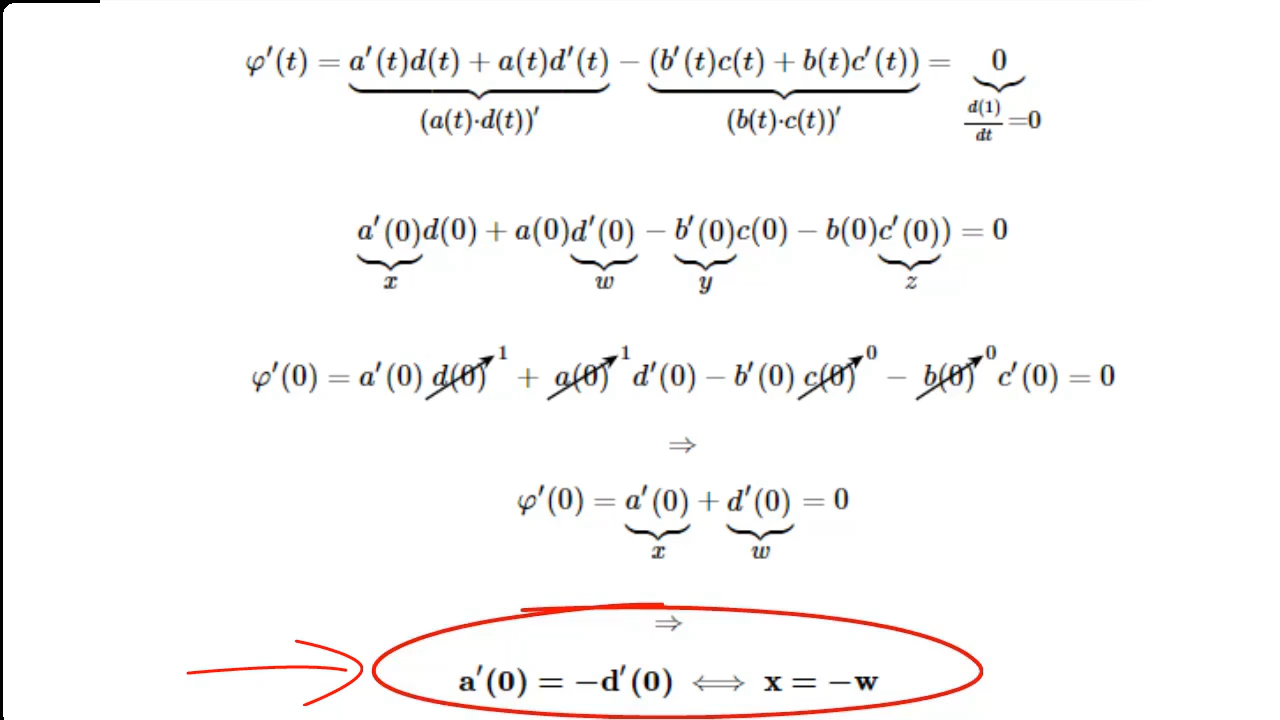 φ′(t) = a′(t)d(t) + a(t)d′(t) − (b′(t)c(t) + b(t)c′(t)) = 0
(a(t)·d(t))′ (b(t)·c(t))′ d(1)/dt =0
a′(0)d(0) + a(0)d′(0) − b′(0)c(0) − b(0)c′(0)) = 0
x w y z
φ′(0) = a′(0) d(0) 1 + a(0) 1 d′(0) − b′(0) c(0) 0 − b(0) 0 c′(0) = 0
⇒
φ′(0) = a′(0) + d′(0) = 0
x w
⇒
a′(0) = −d′(0) ⟺ x = −w